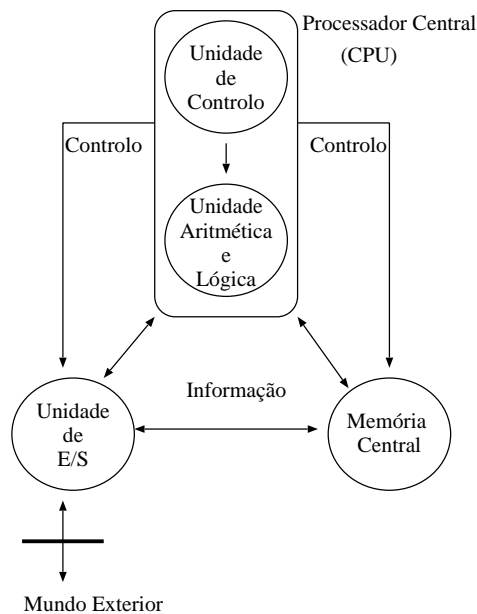 Processador Central
(CPU)
Unidade
de
Controlo
Controlo
Controlo
Unidade
Aritmética
e
Lógica
Informação
Unidade
de
E/S
Memória
Central
Mundo Exterior